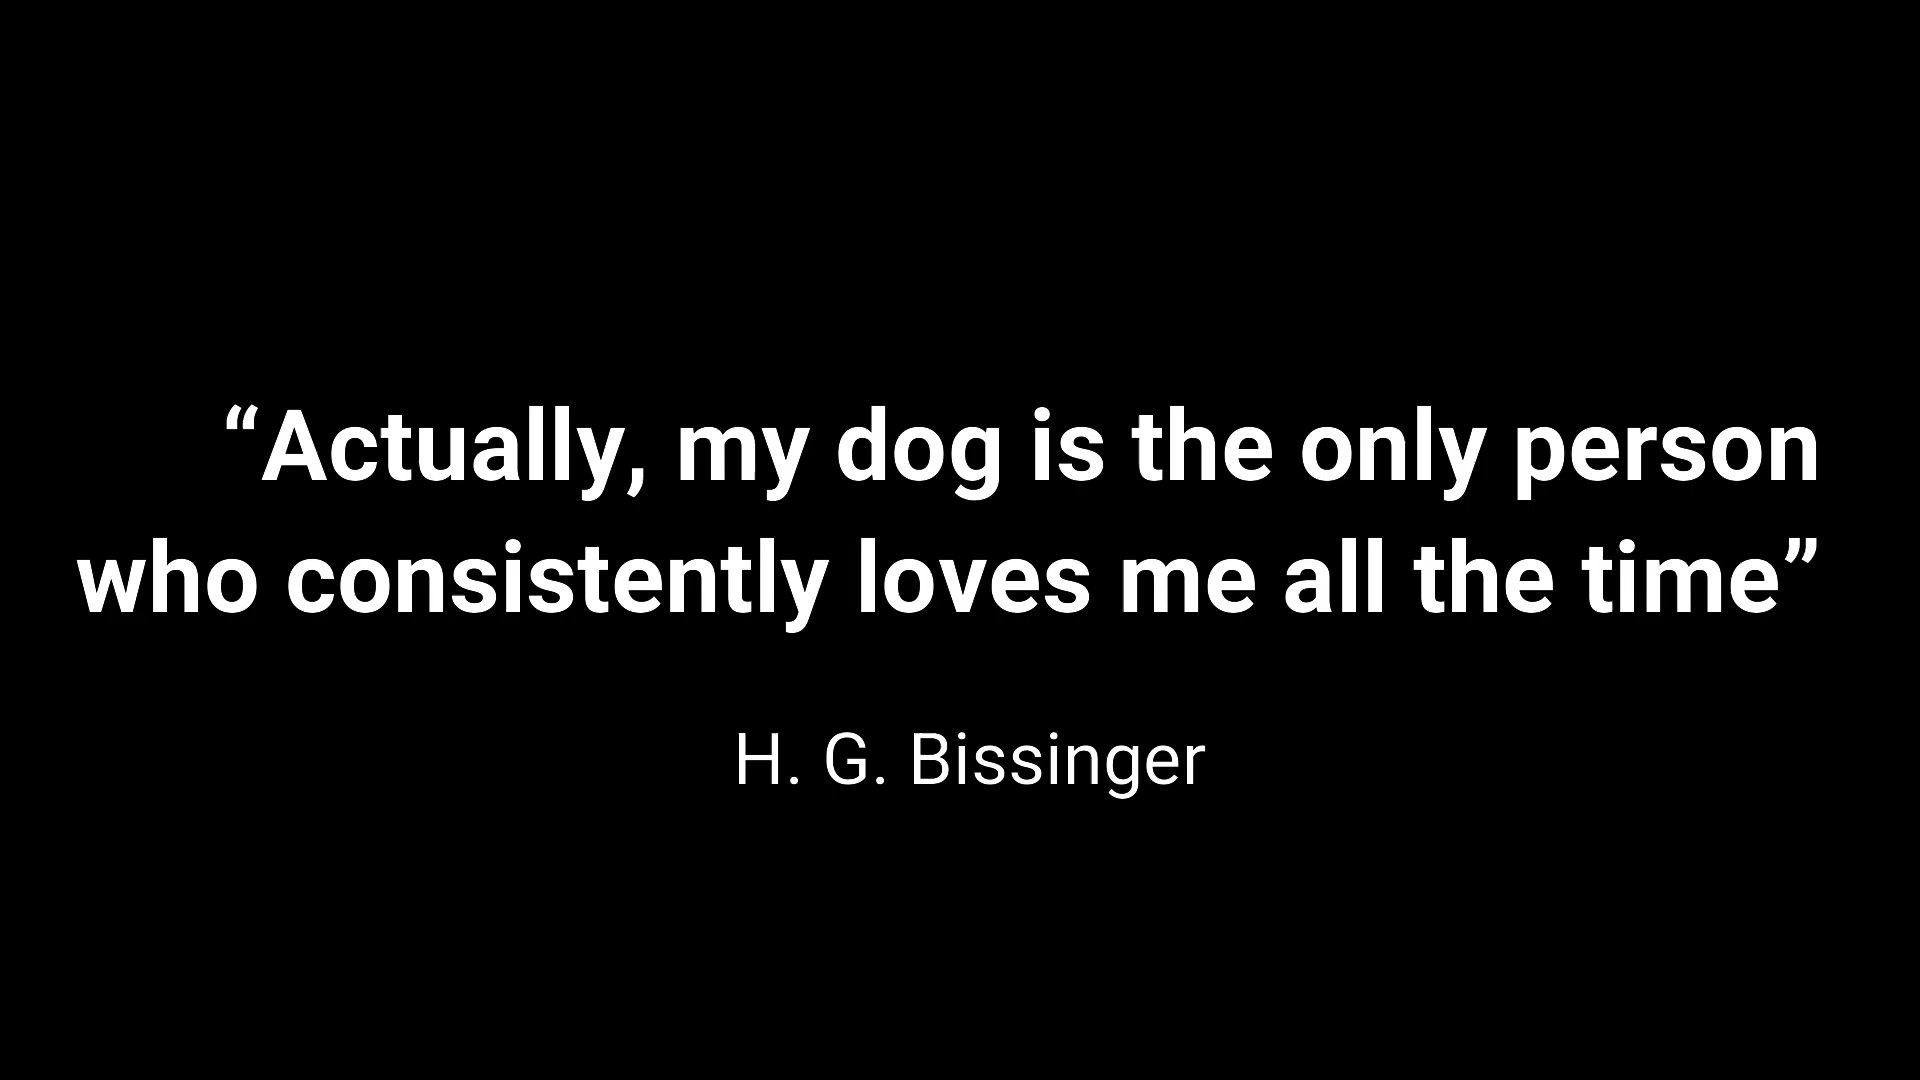 “Actually, my dog is the only person
who consistently loves me all the time”
H. G. Bissinger